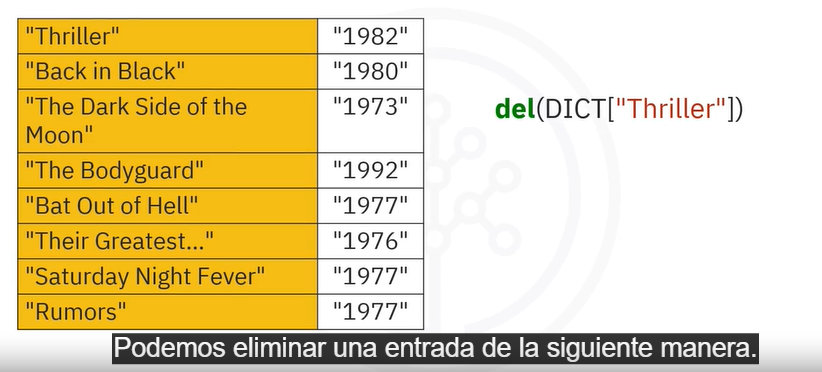 "Thriller" "1982"
"Back in Black" "1980"
"The Dark Side of the "1973"
Moon"
"The Bodyguard" "1992"
"Bat Out of Hell" "1977"
"Their Greatest..." "1976"
"Saturday Night Fever" "1977"
"Rumors" "1977"
del(DICT["Thriller"])
Podemos eliminar una entrada de la siguiente manera.